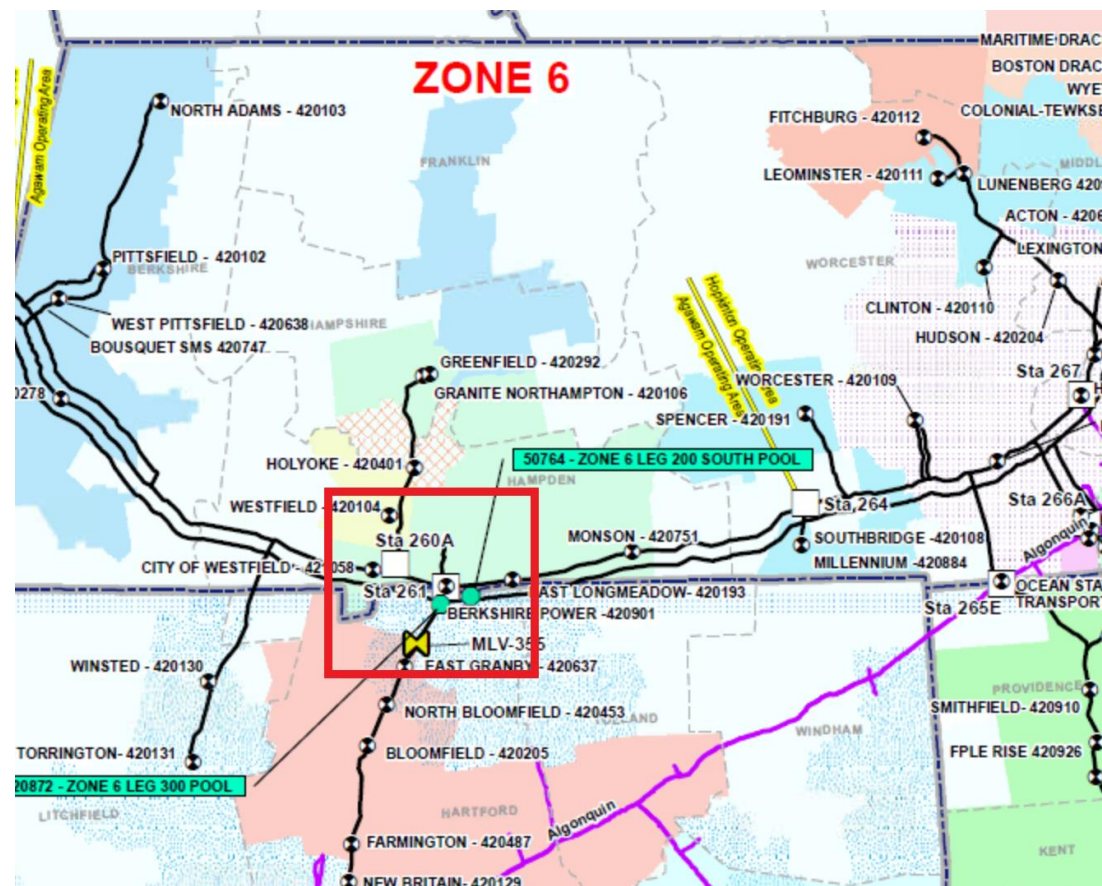 ZONE 6
MARITIME DRAC
BOSTON DRAC
WYE
COLONIAL-TEWKSE
Agawam Operating Area
NORTH ADAMS - 420103
FITCHBURG - 420112
FRANKLIN
MIDDL
LEOMINSTER - 420111
LUNENBERG 420
ACTON - 4206
LEXINGTON
PITTSFIELD - 420102
BERKSHIRE
WORCESTER
WEST PITTSFIELD - 420638
HAMPSHIRE
BOUSQUET SMS 420747
CLINTON - 420110
HUDSON - 420204
Hopkinton Operating Area
Agawam Operating Area
GREENFIELD - 420292
GRANITE NORTHAMPTON - 420106
0278
WORCESTER - 420109
Sta 267
SPENCER - 420191
HOLYOKE - 420401
50764 - ZONE 6 LEG 200 SOUTH POOL
HAMPDEN
WESTFIELD - 420104
Sta 264
Sta 266A
Sta 260A
MONSON - 420751
SOUTHBRIDGE - 420108
Algonquin
CITY OF WESTFIELD - 421058
MILLENNIUM - 420884
Sta 261
EAST LONGMEADOW- 420193
OCEAN STA
TRANSPORT
Sta 265E
BERKSHIRE POWER -420901
MLV-355
WINSTED - 420130
EAST GRANBY - 420637
PROVIDENCE
SMITHFIELD- 420910
NORTH BLOOMFIELD - 420453
TOLLAND
WINDHAM
TORRINGTON- 420131
BLOOMFIELD - 420205
FPLE RISE 420926
20872 - ZONE 6 LEG 300 POOL
LITCHFIELD
HARTFORD
Algonquin
FARMINGTON - 420487
KENT
NEW BRITAIN- 420129